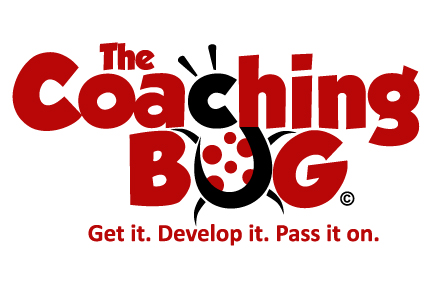 The
Coaching
BUG ©
Get it. Develop it. Pass it on.